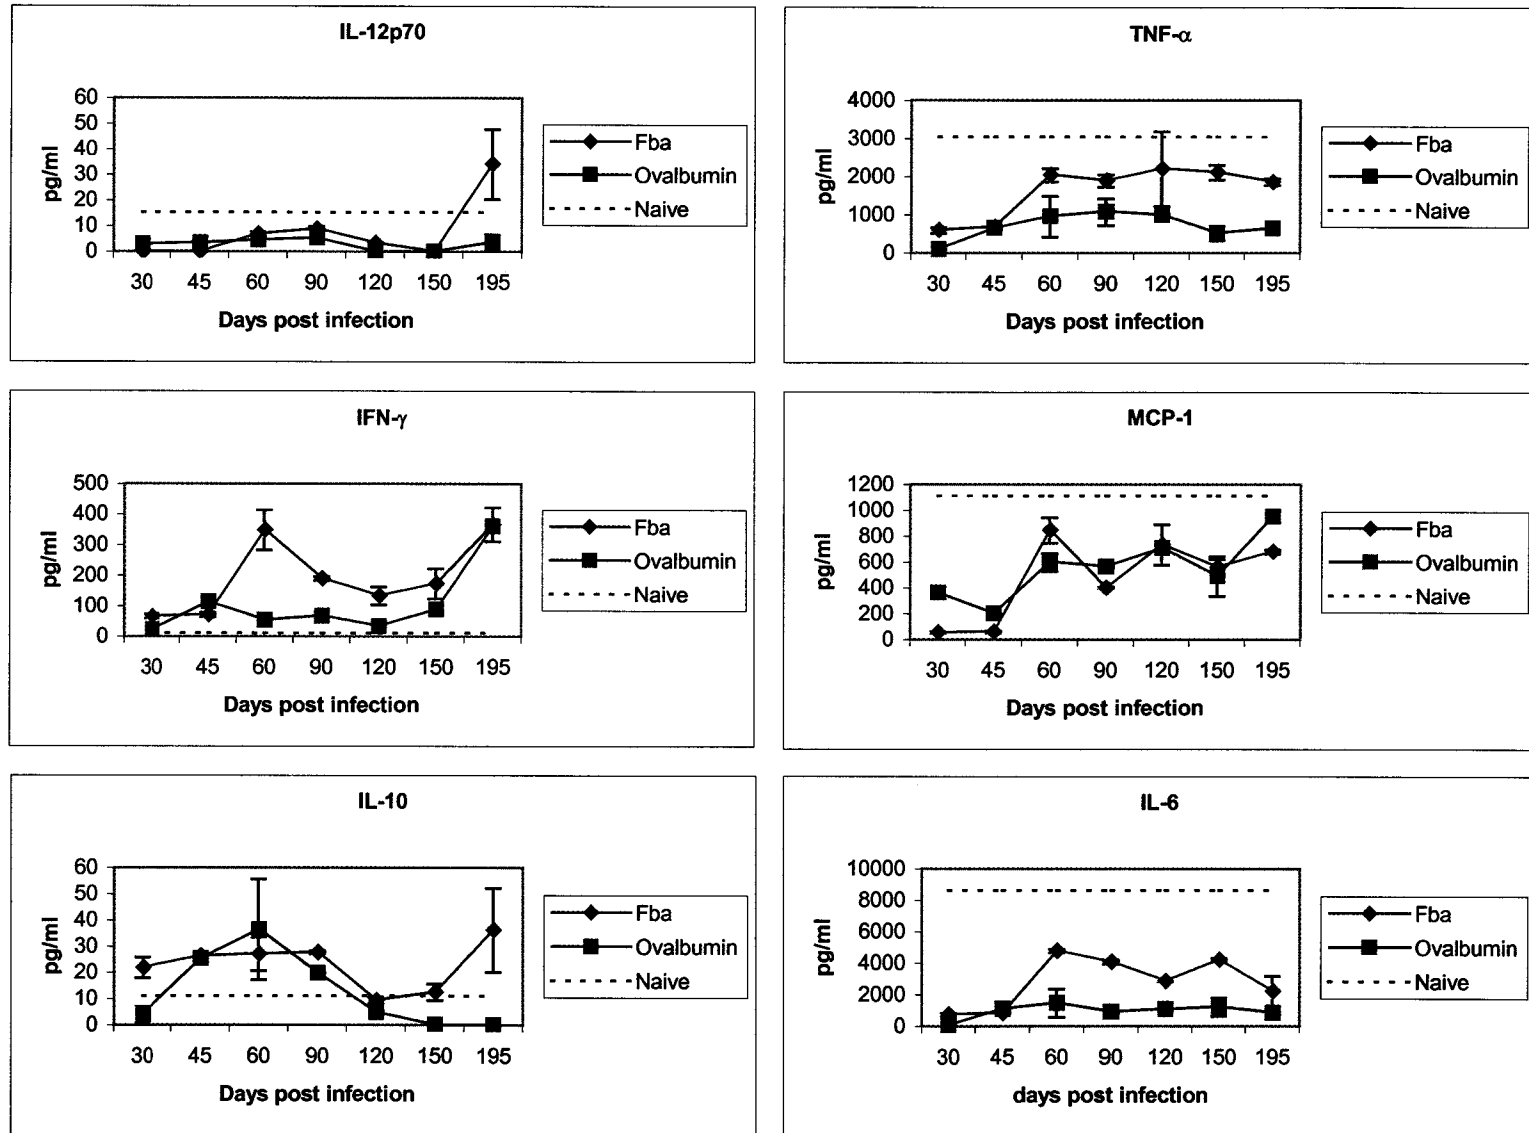 IL-12p70
60
50
40
30
20
10
0
pg/ml
30 45 60 90 120 150 195
Days post infection
Fba
Ovalbumin
Naive
TNF-α
4000
3000
2000
1000
0
pg/ml
30 45 60 90 120 150 195
Days post infection
Fba
Ovalbumin
Naive
IFN-γ
500
400
300
200
100
0
pg/ml
30 45 60 90 120 150 195
Days post infection
Fba
Ovalbumin
Naive
MCP-1
1200
1000
800
600
400
200
0
pg/ml
30 45 60 90 120 150 195
Days post infection
Fba
Ovalbumin
Naive
IL-10
60
50
40
30
20
10
0
pg/ml
30 45 60 90 120 150 195
Days post infection
Fba
Ovalbumin
Naive
IL-6
10000
8000
6000
4000
2000
0
pg/ml
30 45 60 90 120 150 195
days post infection
Fba
Ovalbumin
Naive